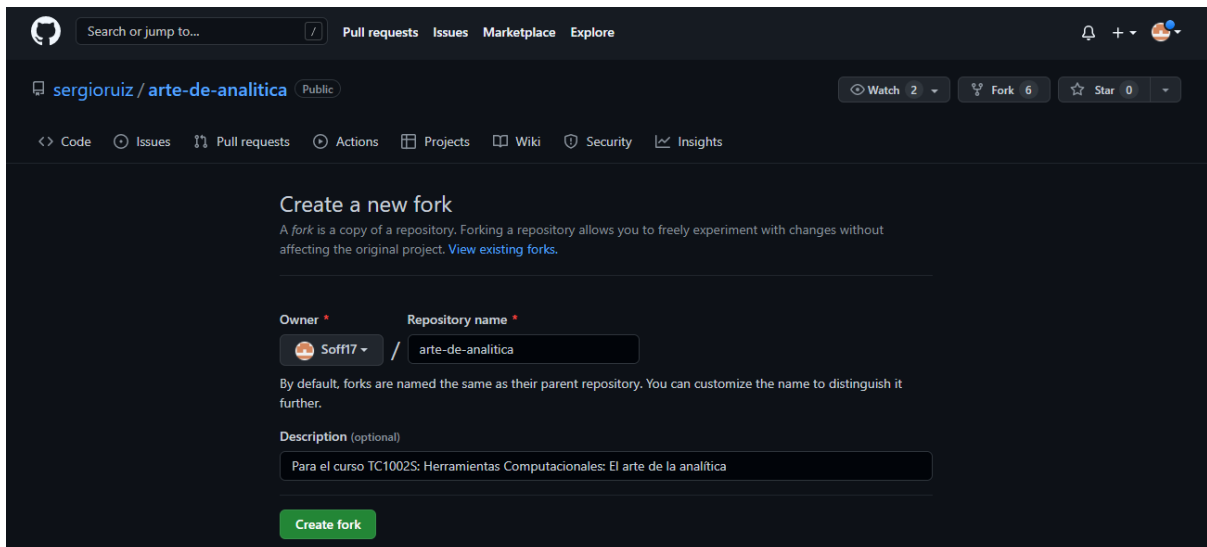 Search or jump to... /
Pull requests Issues Marketplace Explore
sergioruiz / arte-de-analitica Public
Watch 2 Fork 6 Star 0
<> Code Issues Pull requests Actions Projects Wiki Security Insights
Create a new fork
A fork is a copy of a repository. Forking a repository allows you to freely experiment with changes without
affecting the original project. View existing forks.
Owner * Repository name *
Soff17 / arte-de-analitica
By default, forks are named the same as their parent repository. You can customize the name to distinguish it
further.
Description (optional)
Para el curso TC1002S: Herramientas Computacionales: El arte de la analítica
Create fork